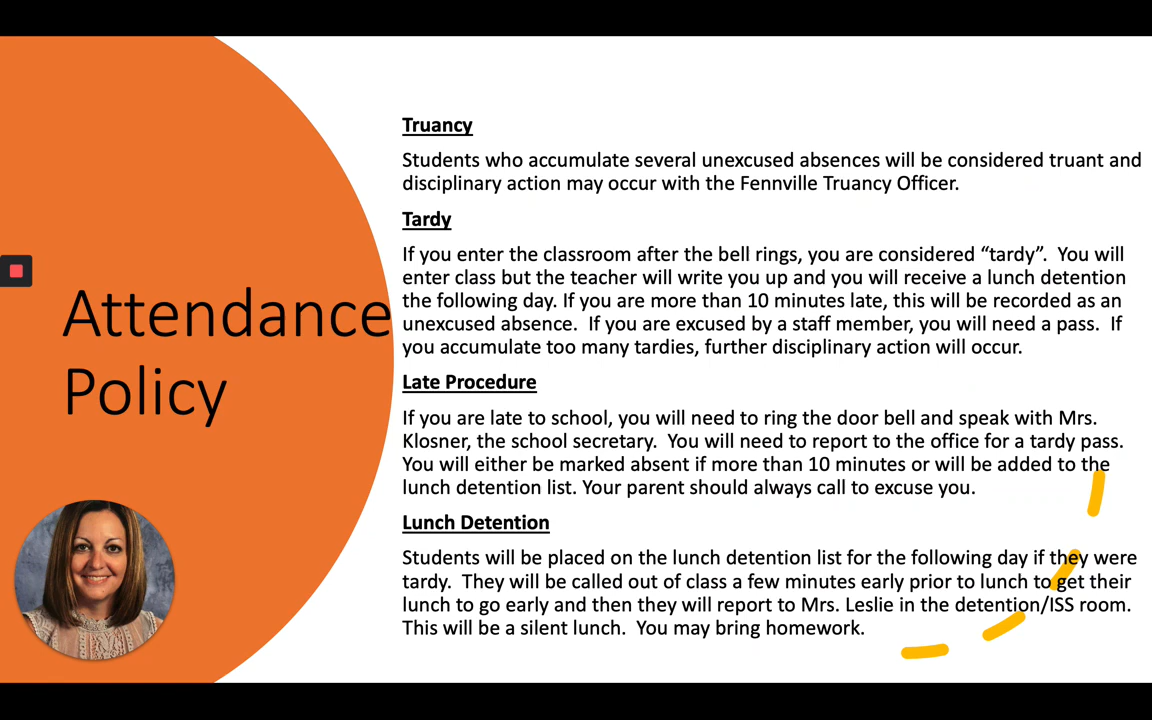 Attendance
Policy
Truancy
Students who accumulate several unexcused absences will be considered truant and
disciplinary action may occur with the Fennville Truancy Officer.
Tardy
If you enter the classroom after the bell rings, you are considered “tardy”.  You will
enter class but the teacher will write you up and you will receive a lunch detention
the following day. If you are more than 10 minutes late, this will be recorded as an
unexcused absence.  If you are excused by a staff member, you will need a pass.  If
you accumulate too many tardies, further disciplinary action will occur.
Late Procedure
If you are late to school, you will need to ring the door bell and speak with Mrs.
Klosner, the school secretary.  You will need to report to the office for a tardy pass.
You will either be marked absent if more than 10 minutes or will be added to the
lunch detention list. Your parent should always call to excuse you.
Lunch Detention
Students will be placed on the lunch detention list for the following day if they were
tardy.  They will be called out of class a few minutes early prior to lunch to get their
lunch to go early and then they will report to Mrs. Leslie in the detention/ISS room.
This will be a silent lunch.  You may bring homework.